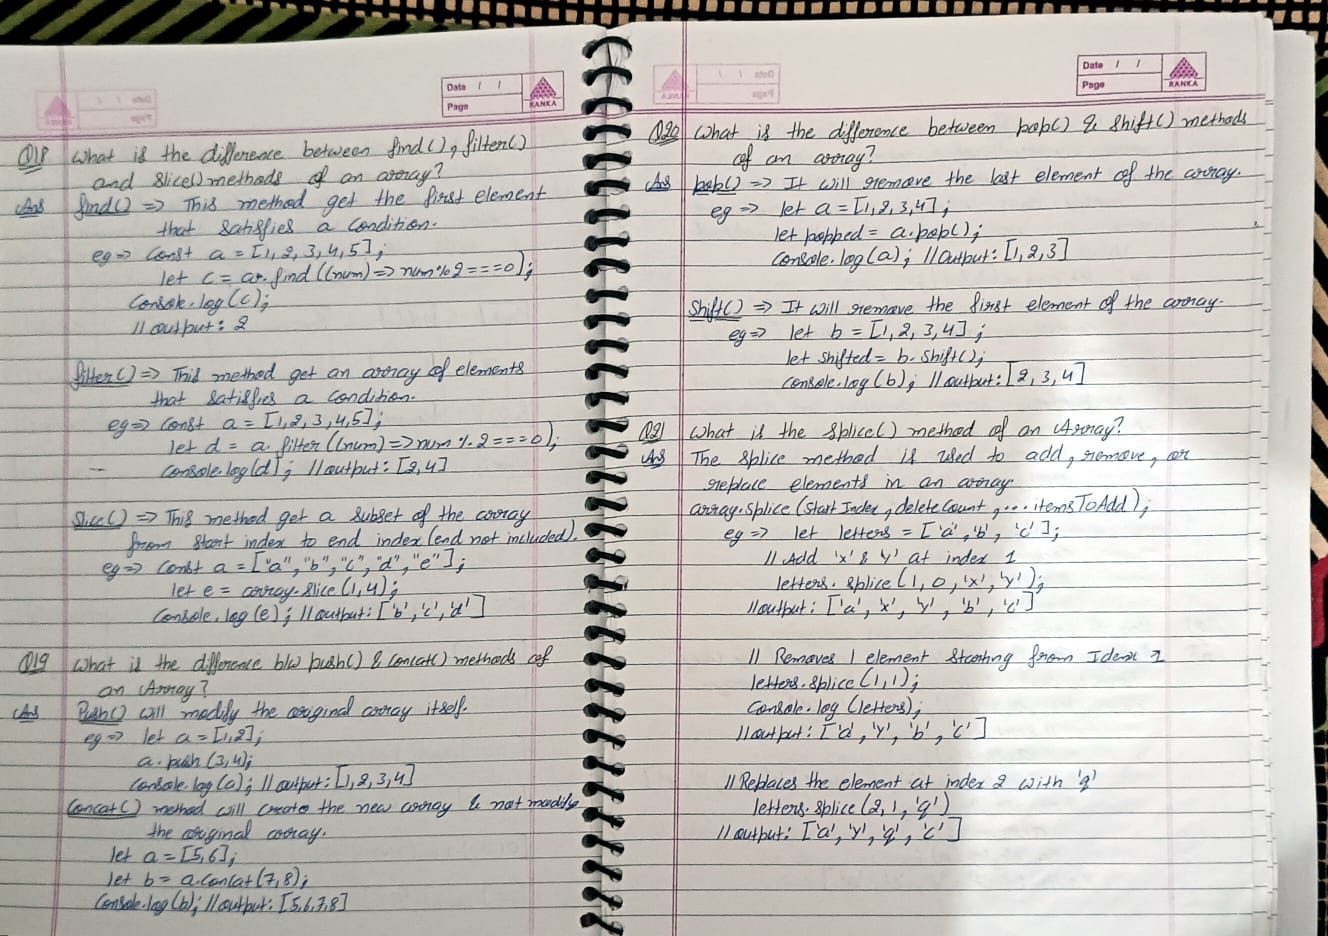 Date / /
Page
RANKA
Q18 What is the difference between find(), filter()
and slice() methods of an array?
Ans find() => This method get the first element
that satisfies a condition.
eg => Const a = [1,2,3,4,5];
let c = ar.find((num)=> num%2===0);
Console.log(c);
// output: 2
filter() => This method get an array of elements
that satisfies a condition.
eg => Const a = [1,2,3,4,5];
let d = a.filter((num)=>num%2===0);
console.log(d); //output: [2,4]
Slice() => This method get a subset of the array
from start index to end index (end not included).
eg => Const a = ["a","b","c","d","e"];
let e = array.slice(1,4);
Console.log(e); //output: ['b','c','d']
Q19 What is the difference b/w push() & Concat() methods of
an Array?
Ans Push() will modify the original array itself.
eg => let a = [1,2];
a.push(3,4);
Console.log(a); // output: [1,2,3,4]
Concat() method will create the new array & not modify
the original array.
let a = [5,6];
let b = a.concat(7,8);
Console.log(b); //output: [5,6,7,8]
Date / /
Page
RANKA
Q20 What is the difference between pop() & Shift() methods
of an array?
Ans pop() => It will remove the last element of the array.
eg => let a = [1,2,3,4];
let popped = a.pop();
Console.log(a); //Output: [1,2,3]
Shift() => It will remove the first element of the array.
eg => let b = [1,2,3,4];
let shifted = b.shift();
console.log(b); //output: [2,3,4]
Q21 What is the Splice() method of an Array?
Ans The splice method is used to add, remove, or
replace elements in an array.
array.splice(Start Index, deleteCount, ... itemsToAdd);
eg => let letters = ['a','b','c'];
// Add 'x' & 'y' at index 1
letters.splice(1,0,'x','y');
//output: ['a','x','y','b','c']
// Removes 1 element Starting from Idenx 1
letters.splice(1,1);
Console.log(letters);
//output: ['a','y','b','c']
//Replaces the element at index 2 with 'q'
letters.splice(2,1,'q')
//output: ['a','y','q','c']